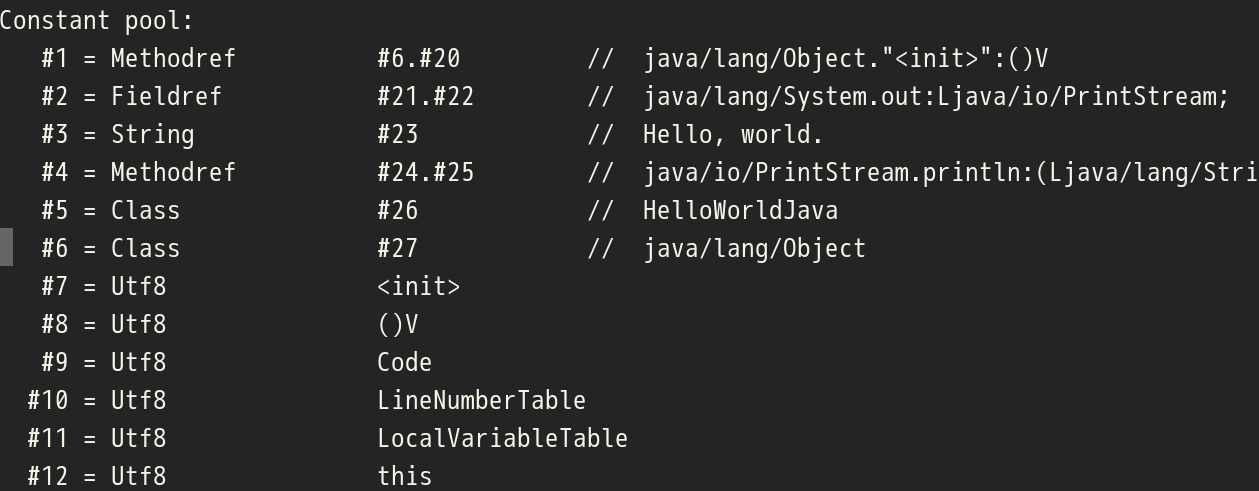 Constant pool:
   #1 = Methodref          #6.#20         //  java/lang/Object."<init>":()V
   #2 = Fieldref           #21.#22        //  java/lang/System.out:Ljava/io/PrintStream;
   #3 = String             #23            //  Hello, world.
   #4 = Methodref          #24.#25        //  java/io/PrintStream.println:(Ljava/lang/Stri
   #5 = Class              #26            //  HelloWorldJava
   #6 = Class              #27            //  java/lang/Object
   #7 = Utf8               <init>
   #8 = Utf8               ()V
   #9 = Utf8               Code
  #10 = Utf8               LineNumberTable
  #11 = Utf8               LocalVariableTable
  #12 = Utf8               this